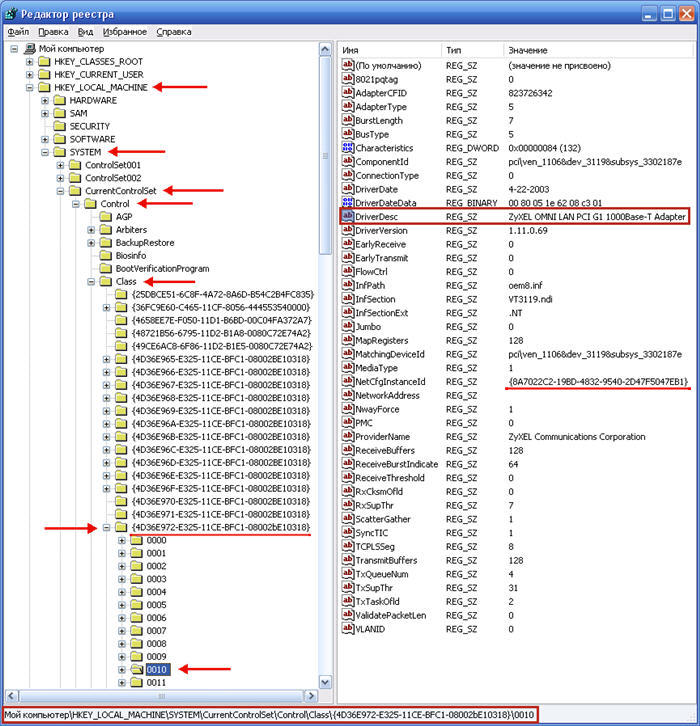 Редактор реестра
Файл Правка Вид Избранное Справка
Мой компьютер
HKEY_CLASSES_ROOT
HKEY_CURRENT_USER
HKEY_LOCAL_MACHINE
HARDWARE
SAM
SECURITY
SOFTWARE
SYSTEM
ControlSet001
ControlSet002
CurrentControlSet
Control
AGP
Arbiters
BackupRestore
Biosinfo
BootVerificationProgram
Class
{25DBCE51-6C8F-4A72-8A6D-B54C2B4FC835}
{36FC9E60-C465-11CF-8056-444553540000}
{4658EE7E-F050-11D1-B6BD-00C04FA372A7}
{48721B56-6795-11D2-B1A8-0080C72E74A2}
{49CE6AC8-6F86-11D2-B1E5-0080C72E74A2}
{4D36E965-E325-11CE-BFC1-08002BE10318}
{4D36E966-E325-11CE-BFC1-08002BE10318}
{4D36E967-E325-11CE-BFC1-08002BE10318}
{4D36E968-E325-11CE-BFC1-08002BE10318}
{4D36E969-E325-11CE-BFC1-08002BE10318}
{4D36E96A-E325-11CE-BFC1-08002BE10318}
{4D36E96B-E325-11CE-BFC1-08002BE10318}
{4D36E96C-E325-11CE-BFC1-08002BE10318}
{4D36E96D-E325-11CE-BFC1-08002BE10318}
{4D36E96E-E325-11CE-BFC1-08002BE10318}
{4D36E96F-E325-11CE-BFC1-08002BE10318}
{4D36E970-E325-11CE-BFC1-08002BE10318}
{4D36E971-E325-11CE-BFC1-08002BE10318}
{4D36E972-E325-11CE-BFC1-08002bE10318}
0000
0001
0002
0003
0004
0005
0006
0007
0008
0009
0010
0011
Имя Тип Значение
(По умолчанию) REG_SZ (значение не присвоено)
8021pqtag REG_SZ 0
AdapterCFID REG_SZ 823726342
AdapterType REG_SZ 5
BurstLength REG_SZ 7
BusType REG_SZ 5
Characteristics REG_DWORD 0x00000084 (132)
ComponentId REG_SZ pci\ven_1106&dev_3119&subsys_3302187e
ConnectionType REG_SZ 0
DriverDate REG_SZ 4-22-2003
DriverDateData REG_BINARY 00 80 05 1e 62 08 c3 01
DriverDesc REG_SZ ZyXEL OMNI LAN PCI G1 1000Base-T Adapter
DriverVersion REG_SZ 1.11.0.69
EarlyReceive REG_SZ 0
EarlyTransmit REG_SZ 0
FlowCtrl REG_SZ 0
InfPath REG_SZ oem8.inf
InfSection REG_SZ VT3119.ndi
InfSectionExt REG_SZ .NT
Jumbo REG_SZ 0
MapRegisters REG_SZ 128
MatchingDeviceId REG_SZ pci\ven_1106&dev_3119&subsys_3302187e
MediaType REG_SZ 1
NetCfgInstanceId REG_SZ {8A7022C2-19BD-4832-9540-2D47F5047EB1}
NetworkAddress REG_SZ
NwayForce REG_SZ 1
PMC REG_SZ 0
ProviderName REG_SZ ZyXEL Communications Corporation
ReceiveBuffers REG_SZ 128
ReceiveBurstIndicate REG_SZ 64
ReceiveThreshold REG_SZ 0
RxCksmOfld REG_SZ 0
RxSupThr REG_SZ 7
ScatterGather REG_SZ 1
SyncTIC REG_SZ 1
TCPLSSeg REG_SZ 8
TransmitBuffers REG_SZ 128
TxQueueNum REG_SZ 4
TxSupThr REG_SZ 31
TxTaskOfld REG_SZ 2
ValidatePacketLen REG_SZ 0
VLANID REG_SZ 0
Мой компьютер\HKEY_LOCAL_MACHINE\SYSTEM\CurrentControlSet\Control\Class\{4D36E972-E325-11CE-BFC1-08002bE10318}\0010